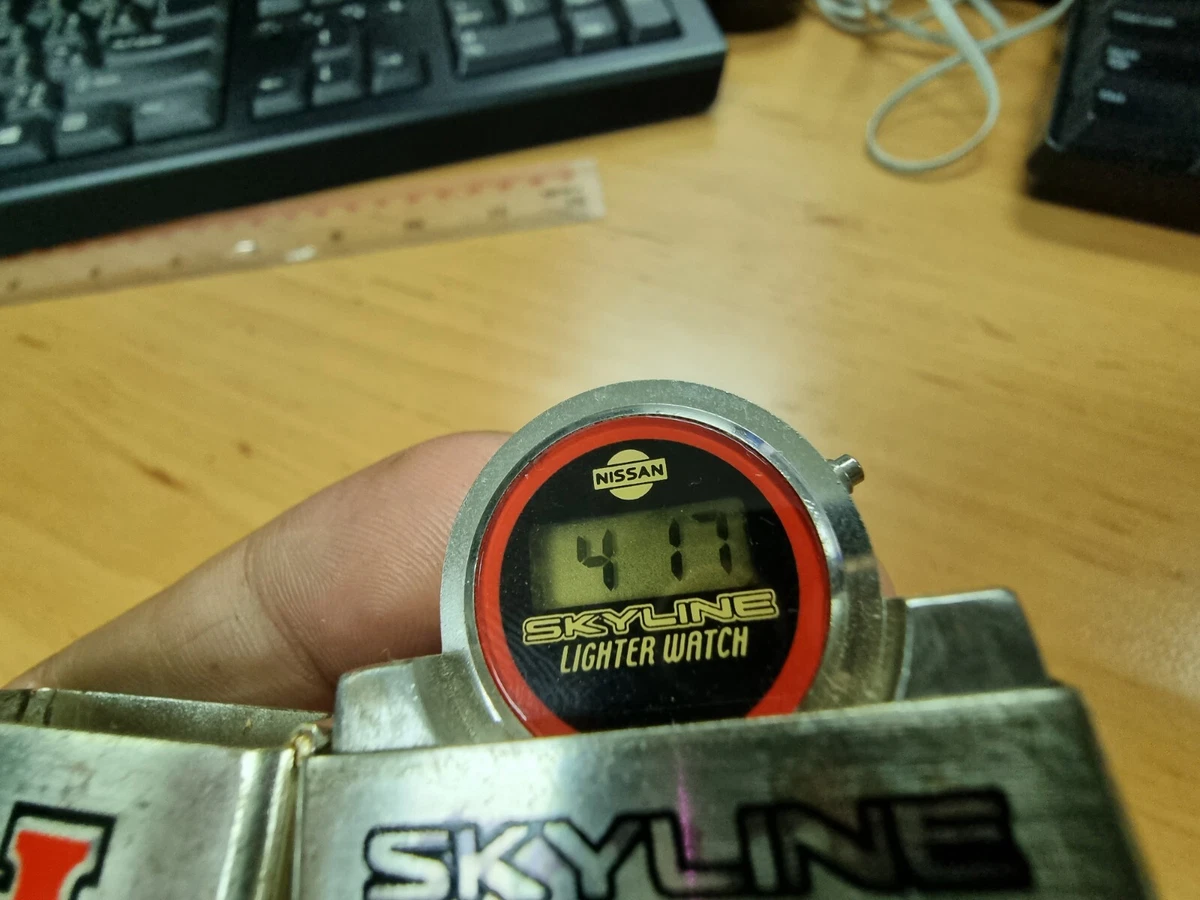 NISSAN
4 17
SKYLINE
LIGHTER WATCH
SKYLINE